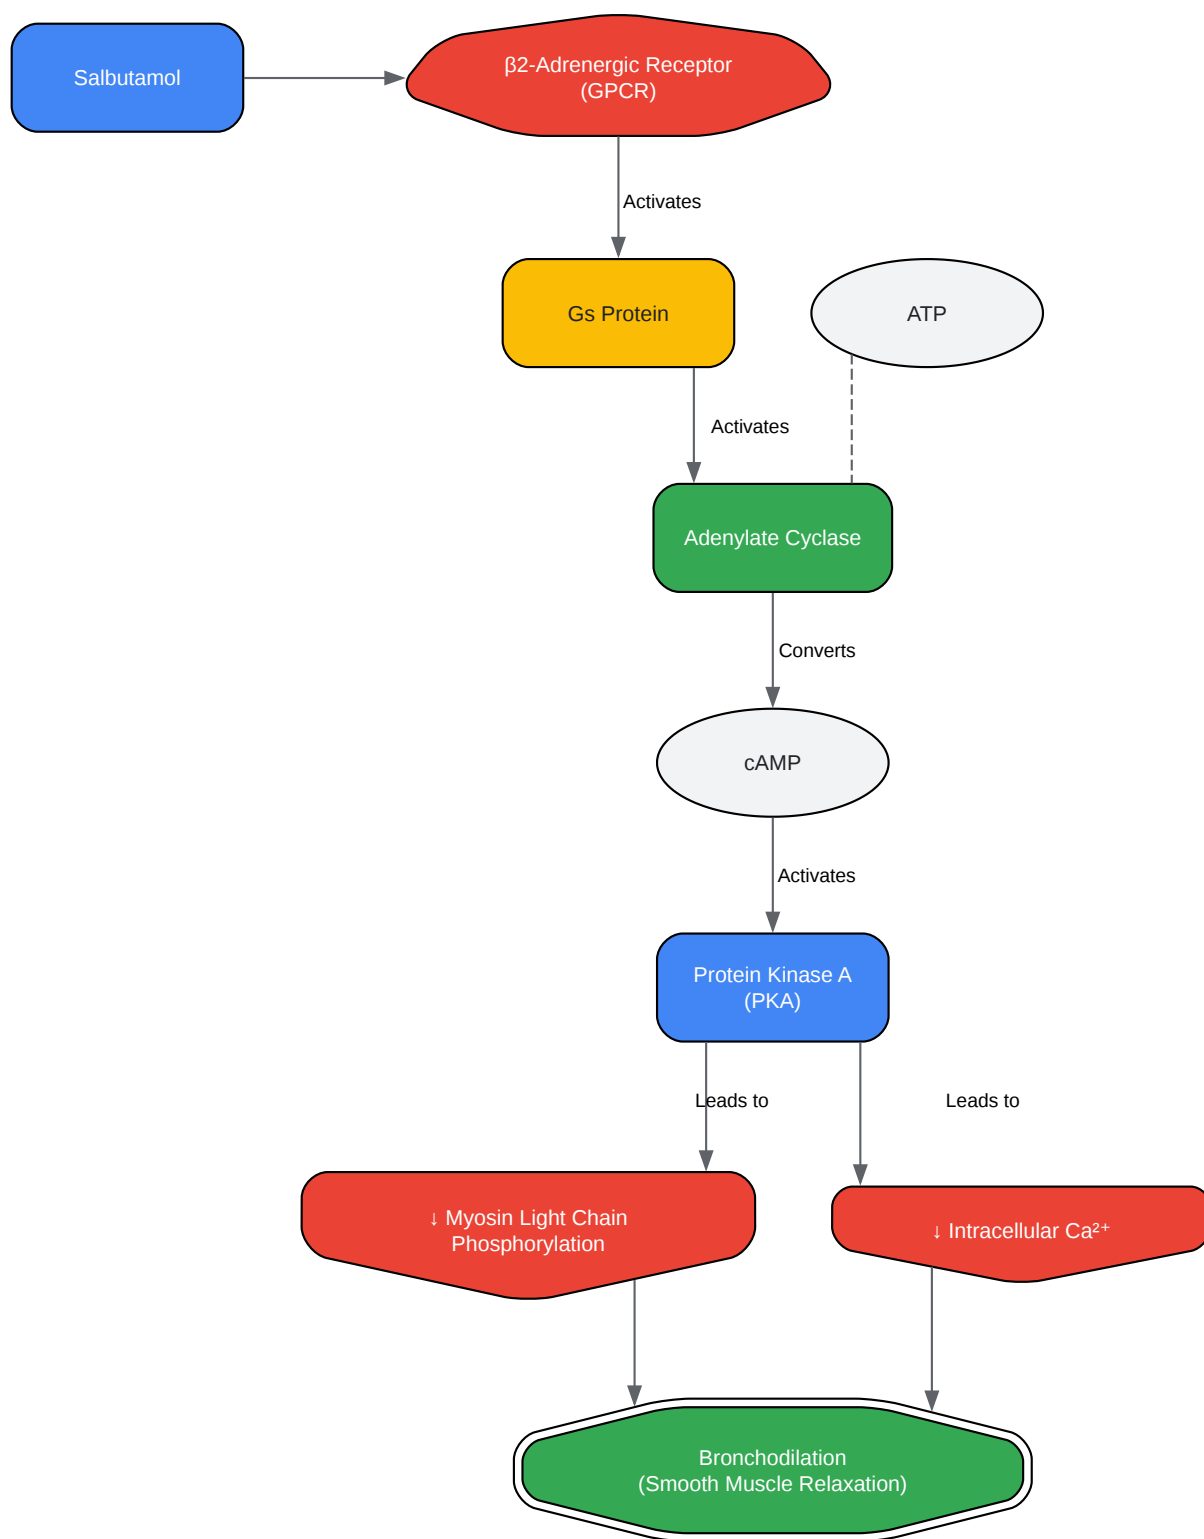 Salbutamol
β2-Adrenergic Receptor
(GPCR)
Activates
Gs Protein
ATP
Activates
Adenylate Cyclase
Converts
cAMP
Activates
Protein Kinase A
(PKA)
Leads to
Leads to
↓ Myosin Light Chain
Phosphorylation
↓ Intracellular Ca²⁺
Bronchodilation
(Smooth Muscle Relaxation)